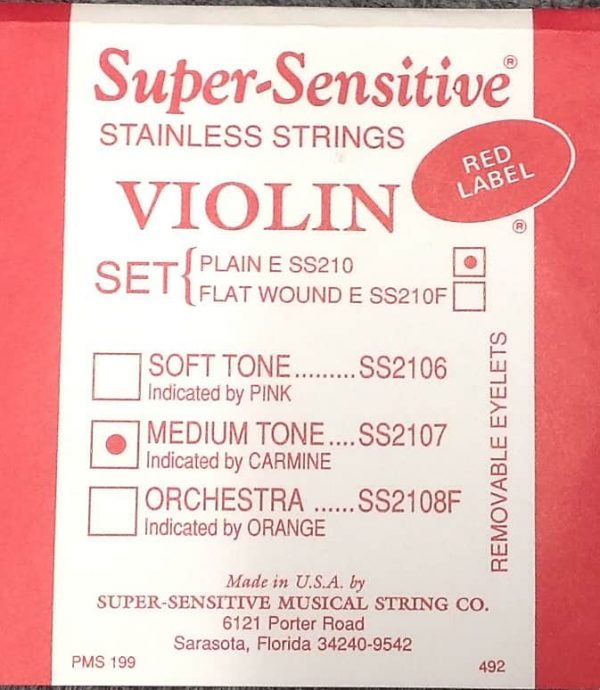 Super-Sensitive®
STAINLESS STRINGS
RED
LABEL
®
VIOLIN
SET { PLAIN E SS210
FLAT WOUND E SS210F
SOFT TONE.........SS2106
Indicated by PINK
MEDIUM TONE....SS2107
Indicated by CARMINE
ORCHESTRA ......SS2108F
Indicated by ORANGE
REMOVABLE EYELETS
Made in U.S.A. by
SUPER-SENSITIVE MUSICAL STRING CO.
6121 Porter Road
Sarasota, Florida 34240-9542
PMS 199
492